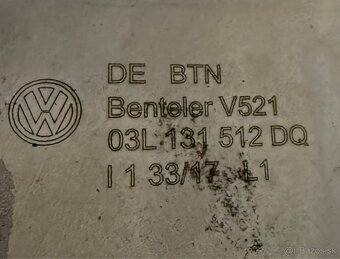 DE BTN
Benteler V521
03L 131 512 DQ
I 1 33/17 L1